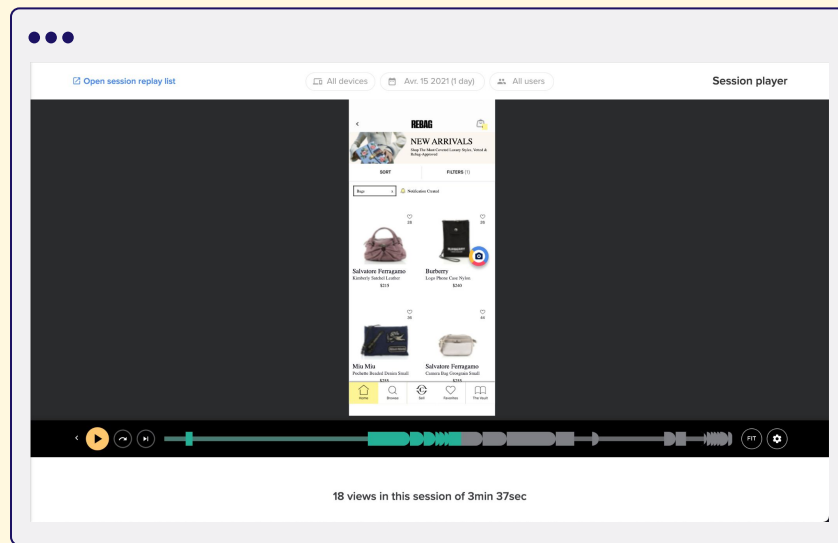 Open session replay list
All devices
Avr. 15 2021 (1 day)
All users
Session player
REBAG
NEW ARRIVALS
Shop The Most Coveted Luxury Styles, Vetted &
Rebag Approved
SORT
FILTERS (1)
Bags x
Notification Created
Salvatore Ferragamo
Kimberly Satchel Leather
$215
Burberry
Logo Phone Case Nylon
$240
Miu Miu
Pochette Beaded Denim Small
$255
Salvatore Ferragamo
Camera Bag Grosgrain Small
$255
Home
Browse
Sell
Favorites
The Vault
FIT
18 views in this session of 3min 37sec